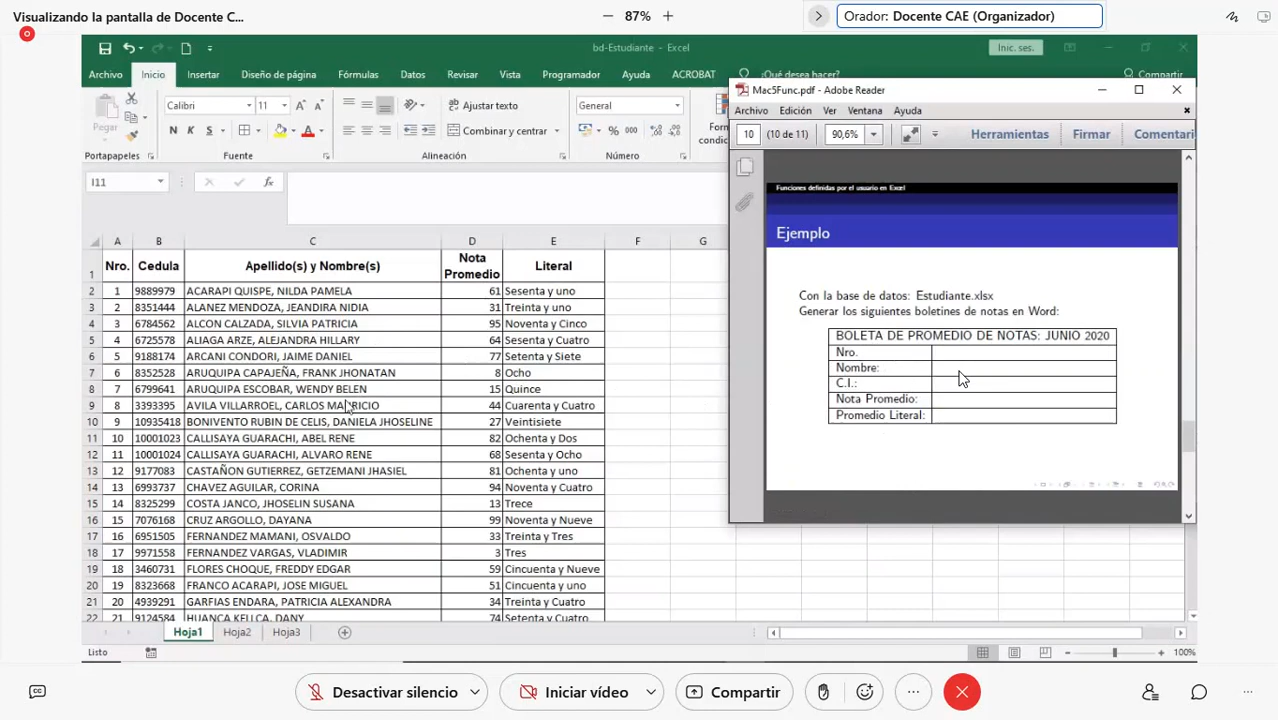 Visualizando la pantalla de Docente C...
87%
Orador: Docente CAE (Organizador)
bd-Estudiante - Excel
Inic. ses.
Archivo Inicio Insertar Diseño de página Fórmulas Datos Revisar Vista Programador Ayuda ACROBAT ¿Qué desea hacer? Compartir
Pegar
Calibri 11
N K S
Ajustar texto
Combinar y centrar
General
% 000
Form
condici
Portapapeles Fuente Alineación Número
I11
fx
A B C D E F G
1 Nro. Cedula Apellido(s) y Nombre(s) Nota Promedio Literal
2 1 9889979 ACARAPI QUISPE, NILDA PAMELA 61 Sesenta y uno
3 2 8351444 ALANEZ MENDOZA, JEANDIRA NIDIA 31 Treinta y uno
4 3 6784562 ALCON CALZADA, SILVIA PATRICIA 95 Noventa y Cinco
5 4 6725578 ALIAGA ARZE, ALEJANDRA HILLARY 64 Sesenta y Cuatro
6 5 9188174 ARCANI CONDORI, JAIME DANIEL 77 Setenta y Siete
7 6 8352528 ARUQUIPA CAPAJEÑA, FRANK JHONATAN 8 Ocho
8 7 6799641 ARUQUIPA ESCOBAR, WENDY BELEN 15 Quince
9 8 3393395 AVILA VILLARROEL, CARLOS MAURICIO 44 Cuarenta y Cuatro
10 9 10935418 BONIVENTO RUBIN DE CELIS, DANIELA JHOSELINE 27 Veintisiete
11 10 10001023 CALLISAYA GUARACHI, ABEL RENE 82 Ochenta y Dos
12 11 10001024 CALLISAYA GUARACHI, ALVARO RENE 68 Sesenta y Ocho
13 12 9177083 CASTAÑON GUTIERREZ, GETZEMANI JHASIEL 81 Ochenta y uno
14 13 6993737 CHAVEZ AGUILAR, CORINA 94 Noventa y Cuatro
15 14 8325299 COSTA JANCO, JHOSELIN SUSANA 13 Trece
16 15 7076168 CRUZ ARGOLLO, DAYANA 99 Noventa y Nueve
17 16 6951505 FERNANDEZ MAMANI, OSVALDO 33 Treinta y Tres
18 17 9971558 FERNANDEZ VARGAS, VLADIMIR 3 Tres
19 18 3460731 FLORES CHOQUE, FREDDY EDGAR 59 Cincuenta y Nueve
20 19 8323668 FRANCO ACARAPI, JOSE MIGUEL 51 Cincuenta y uno
21 20 4939291 GARFIAS ENDARA, PATRICIA ALEXANDRA 34 Treinta y Cuatro
22 21 9124584 HUANCA KELLCA, DANY 74 Setenta y Cuatro
Hoja1 Hoja2 Hoja3
Listo
100%
Mac5Func.pdf - Adobe Reader
Archivo Edición Ver Ventana Ayuda
10 (10 de 11) 90,6% Herramientas Firmar Comentari
Funciones definidas por el usuario en Excel
Ejemplo
Con la base de datos: Estudiante.xlsx
Generar los siguientes boletines de notas en Word:
BOLETA DE PROMEDIO DE NOTAS: JUNIO 2020
Nro.
Nombre:
C.I.:
Nota Promedio:
Promedio Literal:
Desactivar silencio
Iniciar vídeo
Compartir